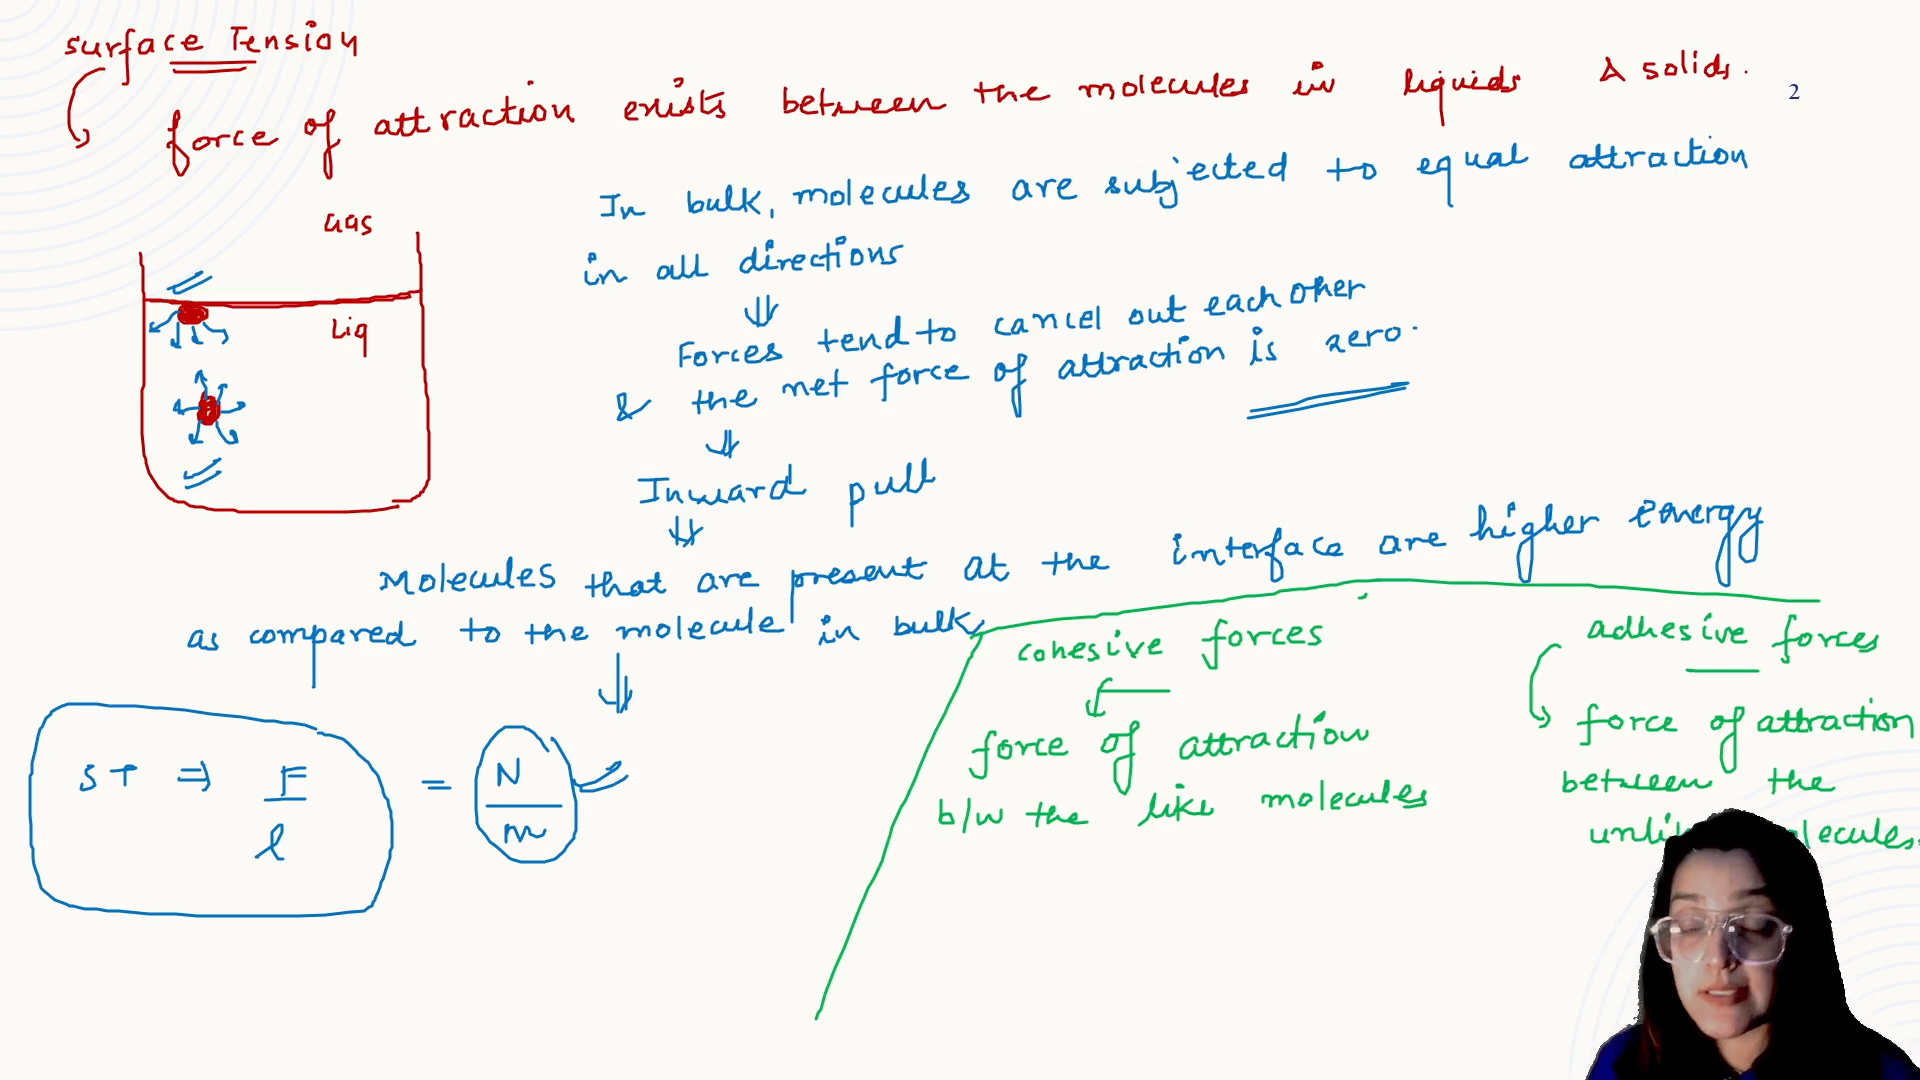 surface Tension
force of attraction exists between the molecules in liquids & solids.
2
Gas
Liq
In bulk, molecules are subjected to equal attraction
in all directions
⇓
Forces tend to cancel out each other
& the net force of attraction is zero.
⇓
Inward pull
⇓
Molecules that are present at the interface are higher energy
as compared to the molecule in bulk
⇓
ST ⇒ F/l = N/m
cohesive forces
force of attraction
b/w the like molecules
adhesive forces
force of attraction
between the